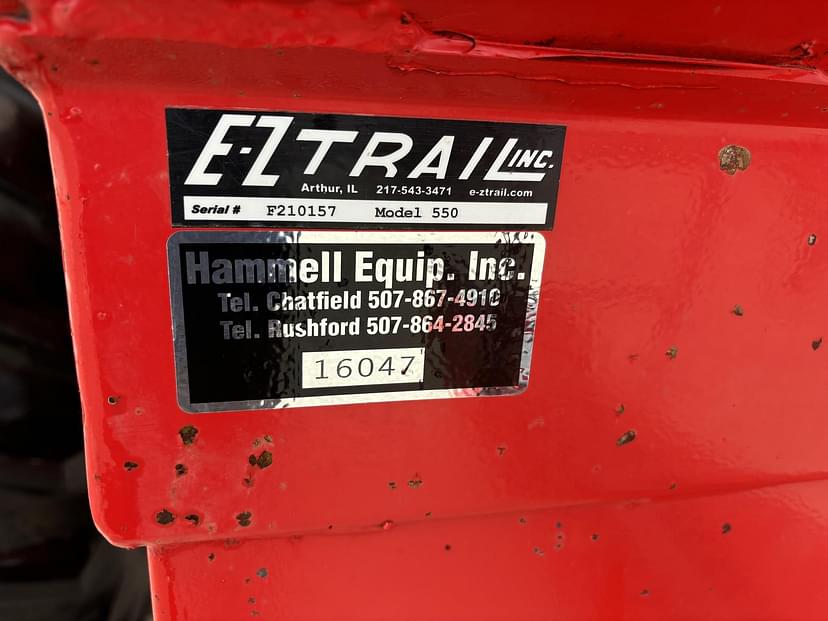 E-Z TRAIL INC.
Arthur, IL 217-543-3471 e-ztrail.com
Serial # F210157 Model 550
Hammell Equip. Inc.
Tel. Chatfield 507-867-4910
Tel. Rushford 507-864-2845
16047